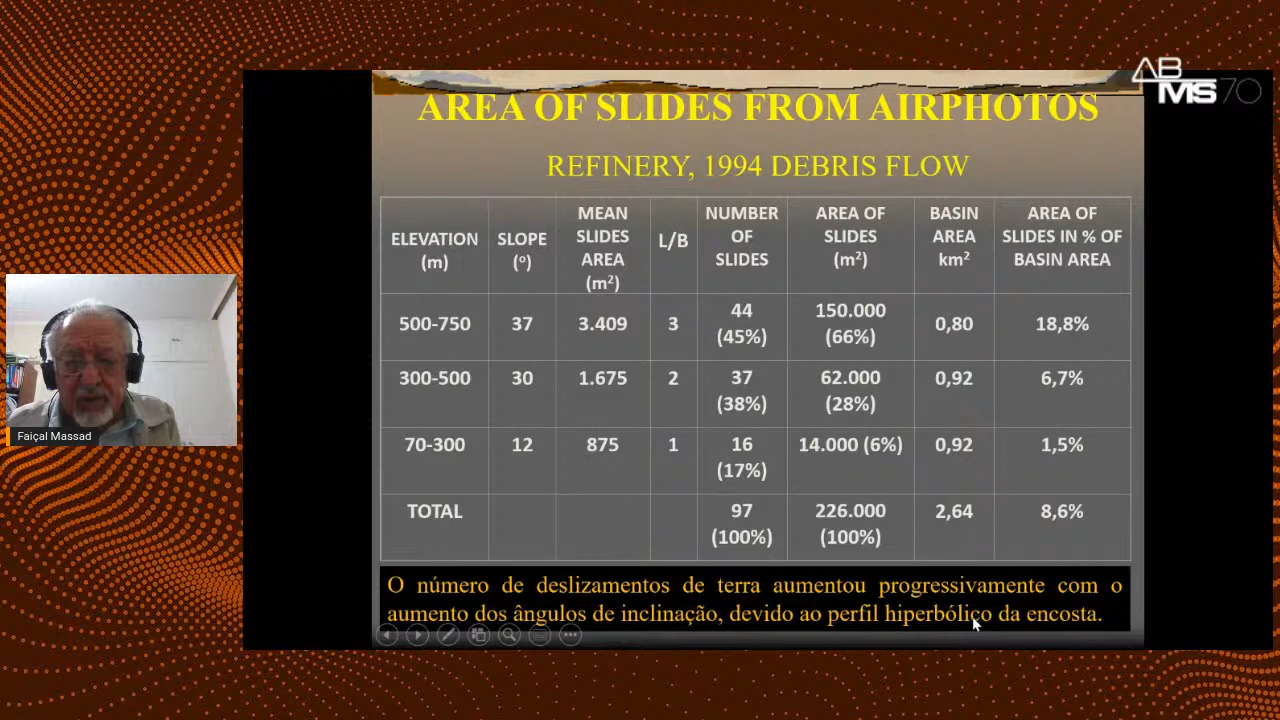 AB
MS70
AREA OF SLIDES FROM AIRPHOTOS
REFINERY, 1994 DEBRIS FLOW
ELEVATION (m) SLOPE (º) MEAN SLIDES AREA (m²) L/B NUMBER OF SLIDES AREA OF SLIDES (m²) BASIN AREA km² AREA OF SLIDES IN % OF BASIN AREA
500-750 37 3.409 3 44 (45%) 150.000 (66%) 0,80 18,8%
300-500 30 1.675 2 37 (38%) 62.000 (28%) 0,92 6,7%
70-300 12 875 1 16 (17%) 14.000 (6%) 0,92 1,5%
TOTAL 97 (100%) 226.000 (100%) 2,64 8,6%
O número de deslizamentos de terra aumentou progressivamente com o
aumento dos ângulos de inclinação, devido ao perfil hiperbólico da encosta.
Faiçal Massad